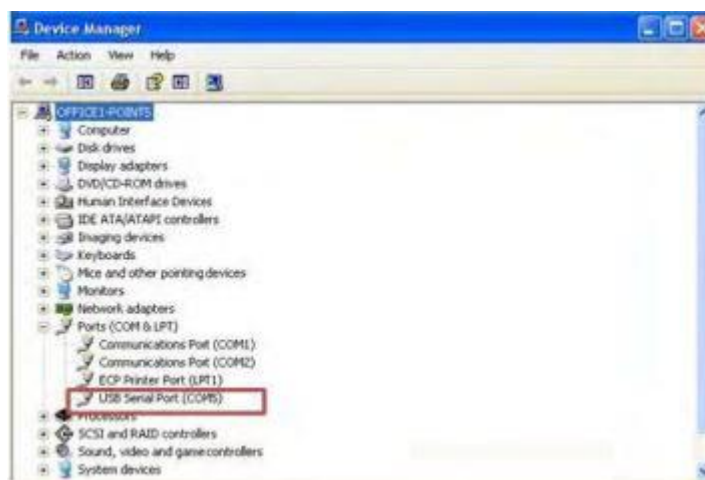 Device Manager
File Action View Help
OFFICE1-POINTS
Computer
Disk drives
Display adapters
DVD/CD-ROM drives
Human Interface Devices
IDE ATA/ATAPI controllers
Imaging devices
Keyboards
Mice and other pointing devices
Monitors
Network adapters
Ports (COM & LPT)
Communications Port (COM1)
Communications Port (COM2)
ECP Printer Port (LPT1)
USB Serial Port (COM5)
Processors
SCSI and RAID controllers
Sound, video and game controllers
System devices